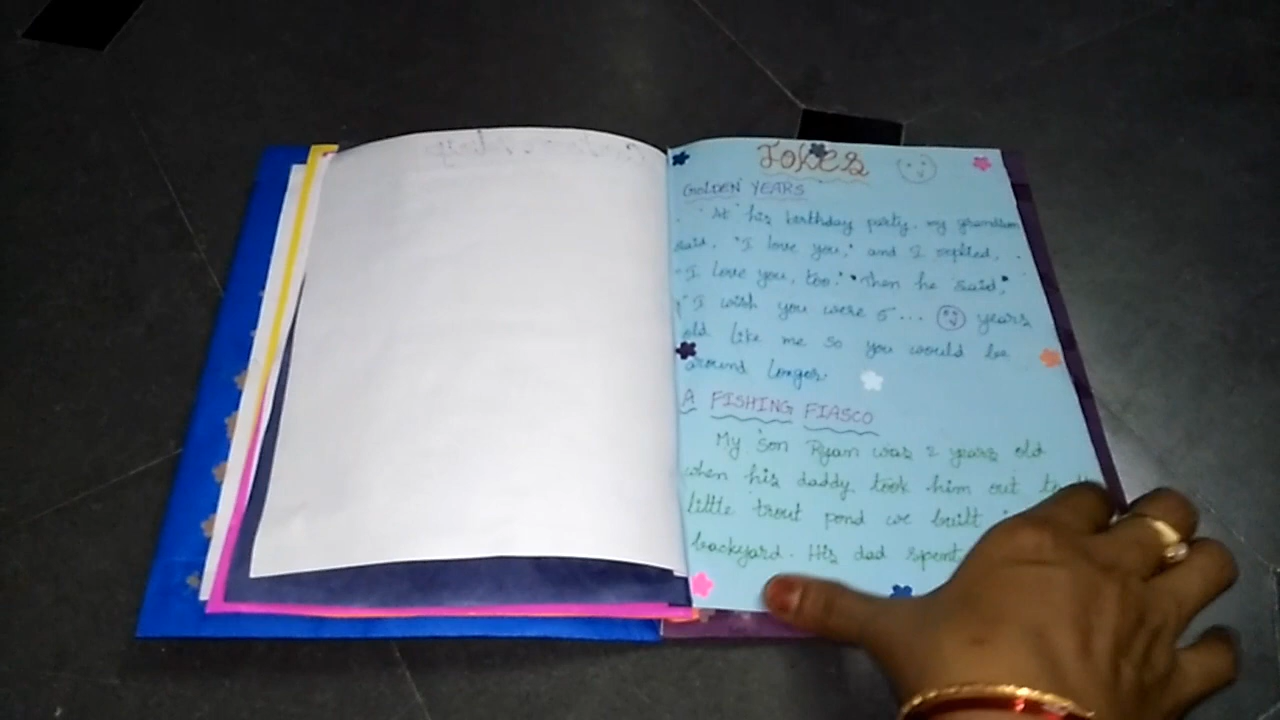 Jokes
GOLDEN YEARS
At his birthday party, my grandson
said, "I love you," and I replied,
"I love you, too." Then he said,
"I wish you were 5... years
old like me so you would be
around longer.
A FISHING FIASCO
My son Ryan was 2 years old
when his daddy took him out to
little trout pond we built
backyard. His dad spent